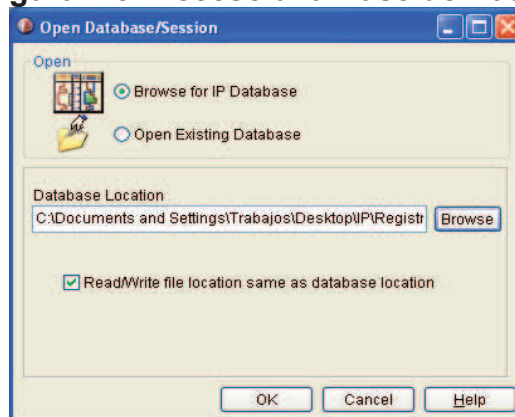 Open Database/Session
Open
Browse for IP Database
Open Existing Database
Database Location
C:\Documents and Settings\Trabajos\Desktop\IP\Registr
Browse
Read/Write file location same as database location
OK
Cancel
Help